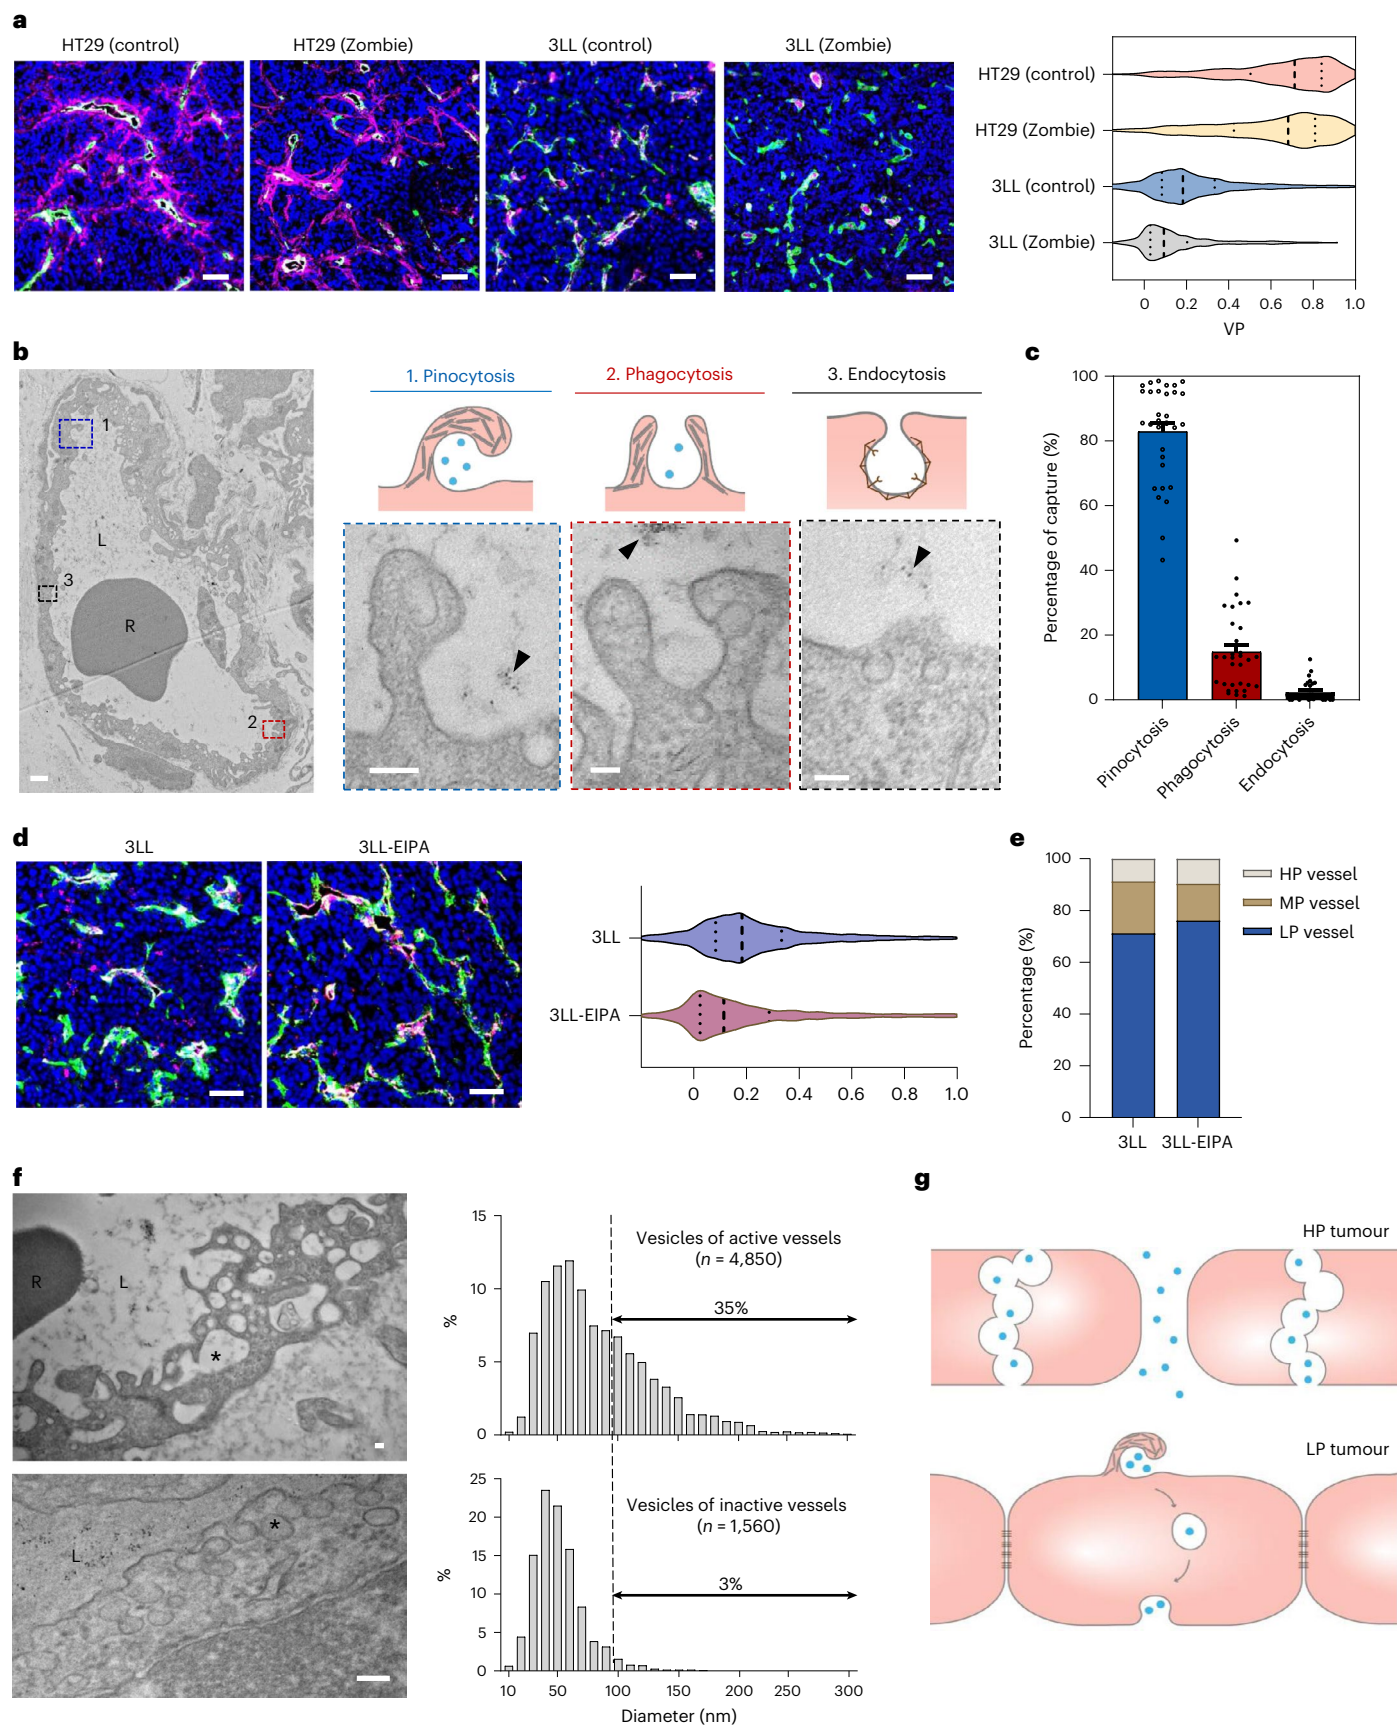 a
HT29 (control)
HT29 (Zombie)
3LL (control)
3LL (Zombie)
HT29 (control)
HT29 (Zombie)
3LL (control)
3LL (Zombie)
0 0.2 0.4 0.6 0.8 1.0
VP
b
1
L
3
R
2
1. Pinocytosis
2. Phagocytosis
3. Endocytosis
c
Percentage of capture (%)
100
80
60
40
20
0
Pinocytosis
Phagocytosis
Endocytosis
d
3LL
3LL-EIPA
3LL
3LL-EIPA
0 0.2 0.4 0.6 0.8 1.0
e
Percentage (%)
100
80
60
40
20
0
3LL 3LL-EIPA
HP vessel
MP vessel
LP vessel
f
R
L
*
L
*
%
15
10
5
0
Vesicles of active vessels
(n = 4,850)
35%
%
25
20
15
10
5
0
Vesicles of inactive vessels
(n = 1,560)
3%
10 50 100 150 200 250 300
Diameter (nm)
g
HP tumour
LP tumour